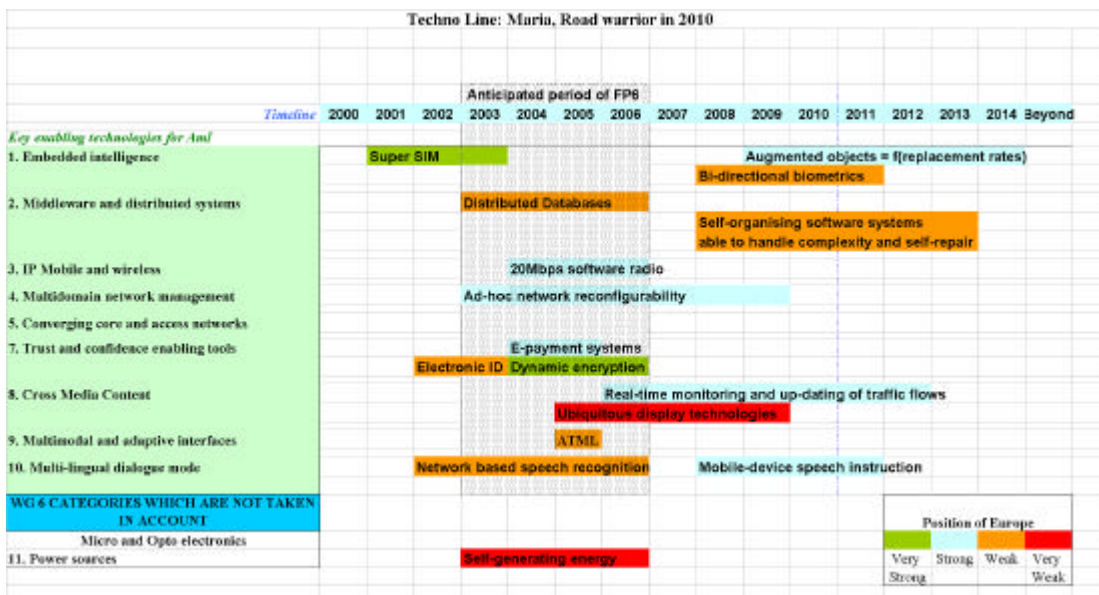 Techno Line: Maria, Road warrior in 2010
Anticipated period of FP6
Timeline 2000 2001 2002 2003 2004 2005 2006 2007 2008 2009 2010 2011 2012 2013 2014 Beyond
Key enabling technologies for AmI
1. Embedded intelligence Super SIM Augmented objects = f(replacement rates)
Bi-directional biometrics
2. Middleware and distributed systems Distributed Databases
Self-organising software systems
able to handle complexity and self-repair
3. IP Mobile and wireless 20Mbps software radio
4. Multidomain network management Ad-hoc network reconfigurability
5. Converging core and access networks
7. Trust and confidence enabling tools E-payment systems
Electronic ID Dynamic encryption
8. Cross Media Content Real-time monitoring and up-dating of traffic flows
Ubiquitous display technologies
9. Multimodal and adaptive interfaces ATML
10. Multi-lingual dialogue mode Network based speech recognition Mobile-device speech instruction
WG 6 CATEGORIES WHICH ARE NOT TAKEN
IN ACCOUNT
Position of Europe
Micro and Opto electronics
11. Power sources Self-generating energy
Very Strong Weak Very
Strong Weak